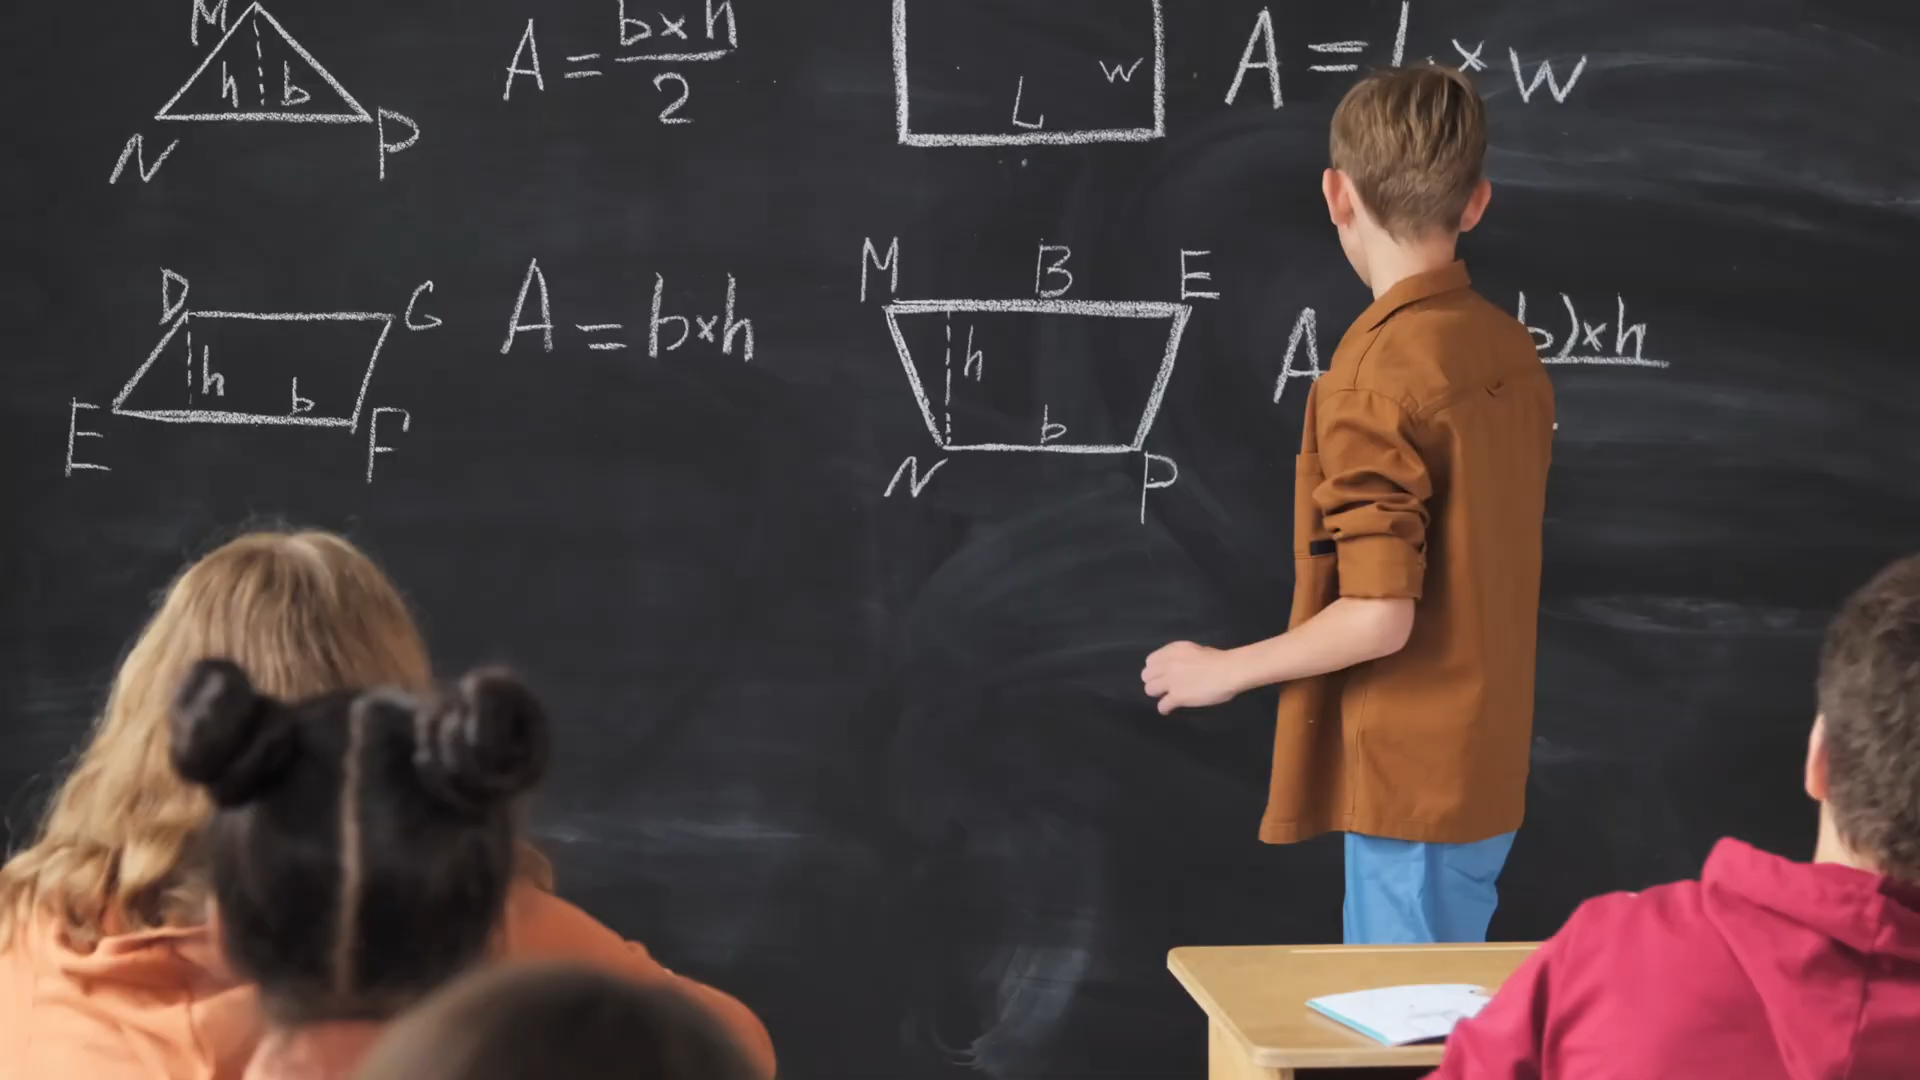 M
h b
N P
A = b×h
2
L w
A = L × w
D G
h b
E F
A = b×h
M B E
h
b
N P
A b)×h